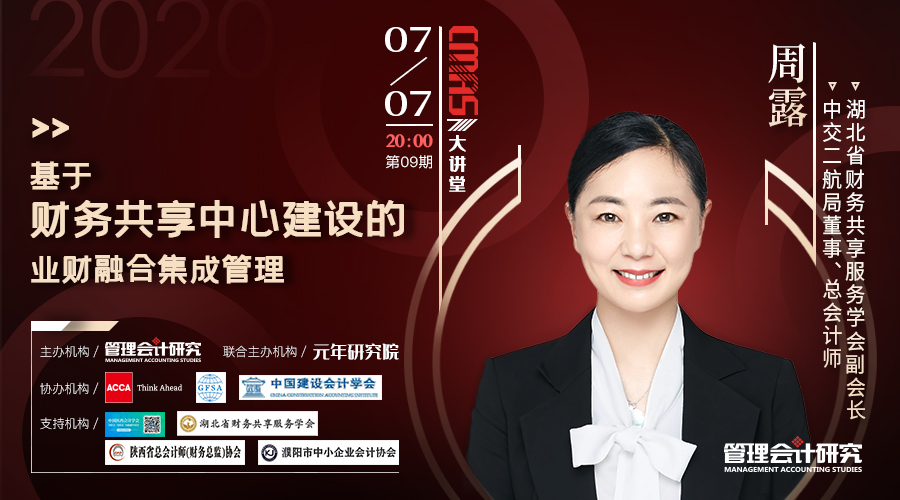 2020
基于
财务共享中心建设的
业财融合集成管理
07
07
20:00
第09期
CMAS
大讲堂
周露
湖北省财务共享服务学会副会长
中交二航局董事、总会计师
主办机构 / 管理会计研究
MANAGEMENT ACCOUNTING STUDIES
联合主办机构 / 元年研究院
协办机构 / ACCA Think Ahead GFSA 中国建设会计学会
CHINA CONSTRUCTION ACCOUNTING INSTITUTE
支持机构 / 湖北省财务共享服务学会
陕西省总会计师(财务总监)协会 濮阳市中小企业会计协会
管理会计研究
MANAGEMENT ACCOUNTING STUDIES